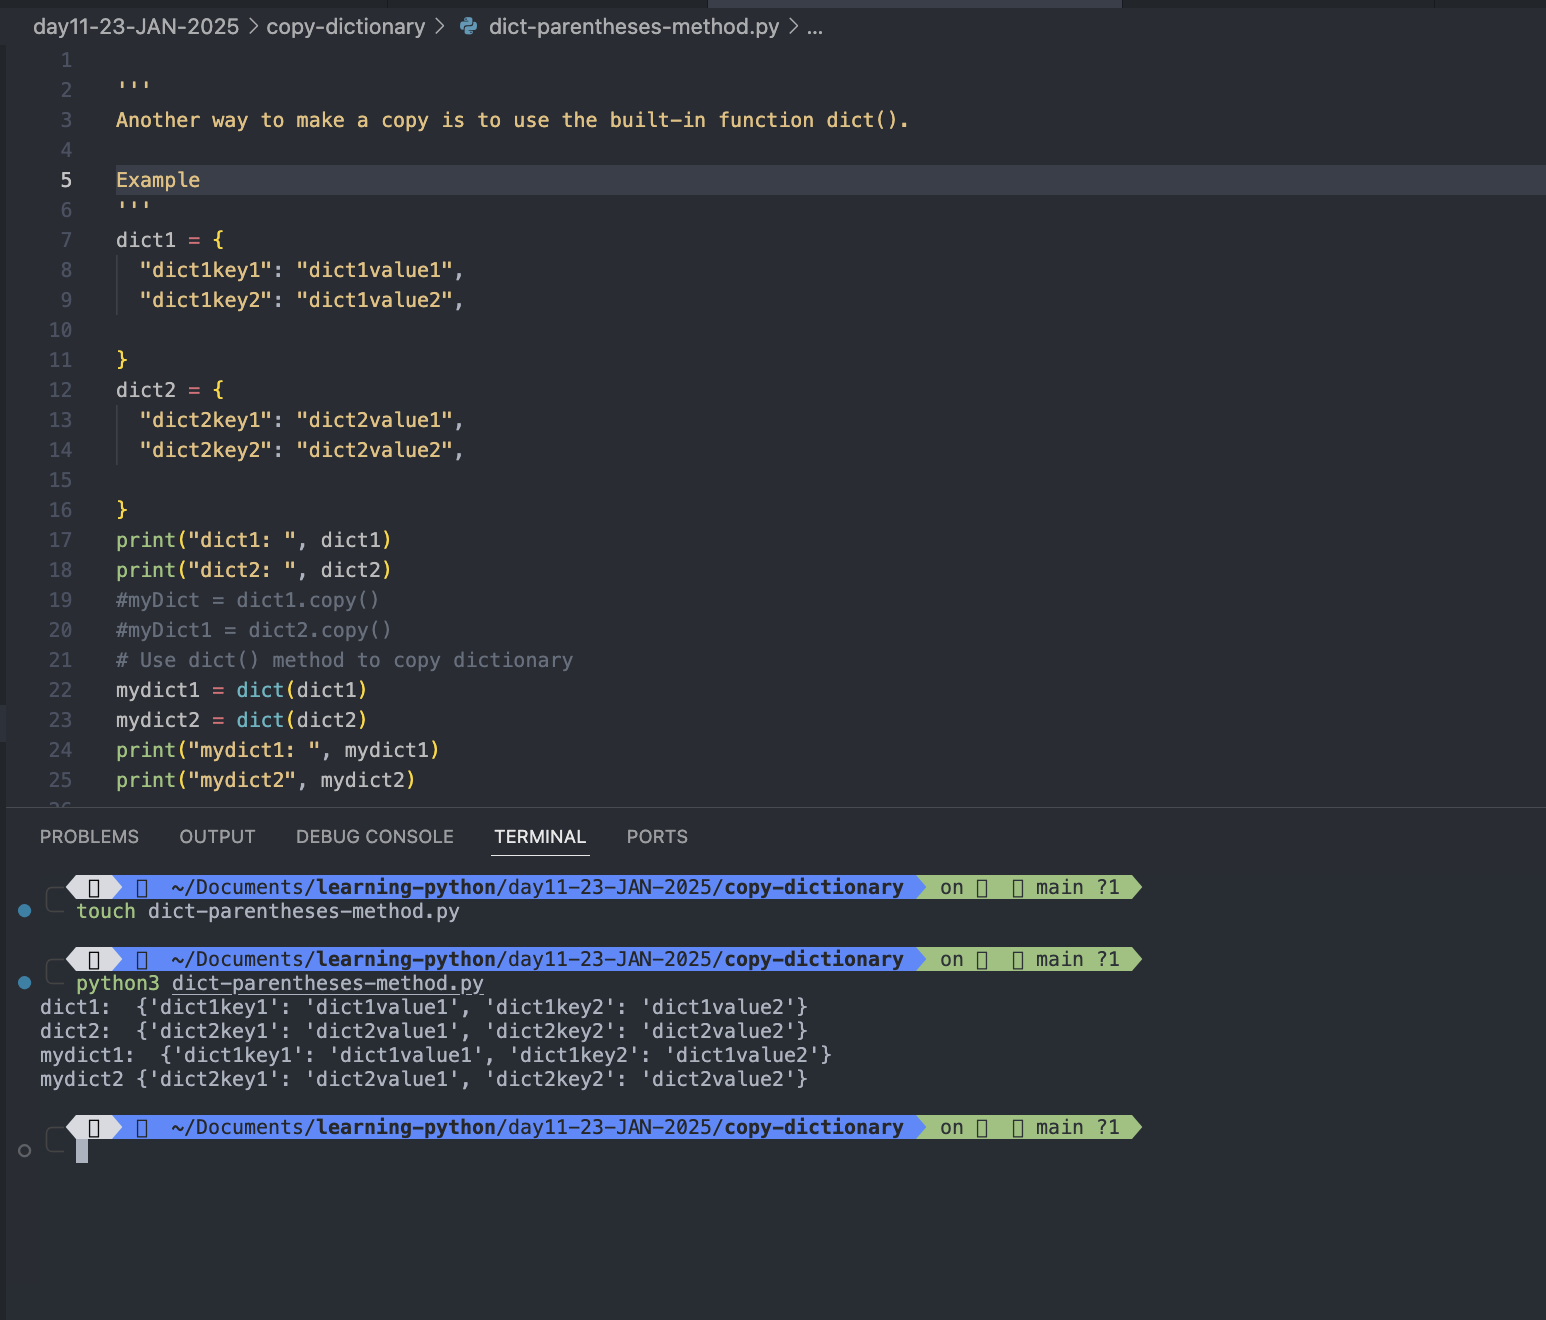 day11-23-JAN-2025 > copy-dictionary > dict-parentheses-method.py > ...
1
2 '''
3 Another way to make a copy is to use the built-in function dict().
4
5 Example
6 '''
7 dict1 = {
8 "dict1key1": "dict1value1",
9 "dict1key2": "dict1value2",
10
11 }
12 dict2 = {
13 "dict2key1": "dict2value1",
14 "dict2key2": "dict2value2",
15
16 }
17 print("dict1: ", dict1)
18 print("dict2: ", dict2)
19 #myDict = dict1.copy()
20 #myDict1 = dict2.copy()
21 # Use dict() method to copy dictionary
22 mydict1 = dict(dict1)
23 mydict2 = dict(dict2)
24 print("mydict1: ", mydict1)
25 print("mydict2", mydict2)
PROBLEMS OUTPUT DEBUG CONSOLE TERMINAL PORTS
~/Documents/learning-python/day11-23-JAN-2025/copy-dictionary on main ?1
touch dict-parentheses-method.py
~/Documents/learning-python/day11-23-JAN-2025/copy-dictionary on main ?1
python3 dict-parentheses-method.py
dict1:  {'dict1key1': 'dict1value1', 'dict1key2': 'dict1value2'}
dict2:  {'dict2key1': 'dict2value1', 'dict2key2': 'dict2value2'}
mydict1:  {'dict1key1': 'dict1value1', 'dict1key2': 'dict1value2'}
mydict2 {'dict2key1': 'dict2value1', 'dict2key2': 'dict2value2'}
~/Documents/learning-python/day11-23-JAN-2025/copy-dictionary on main ?1